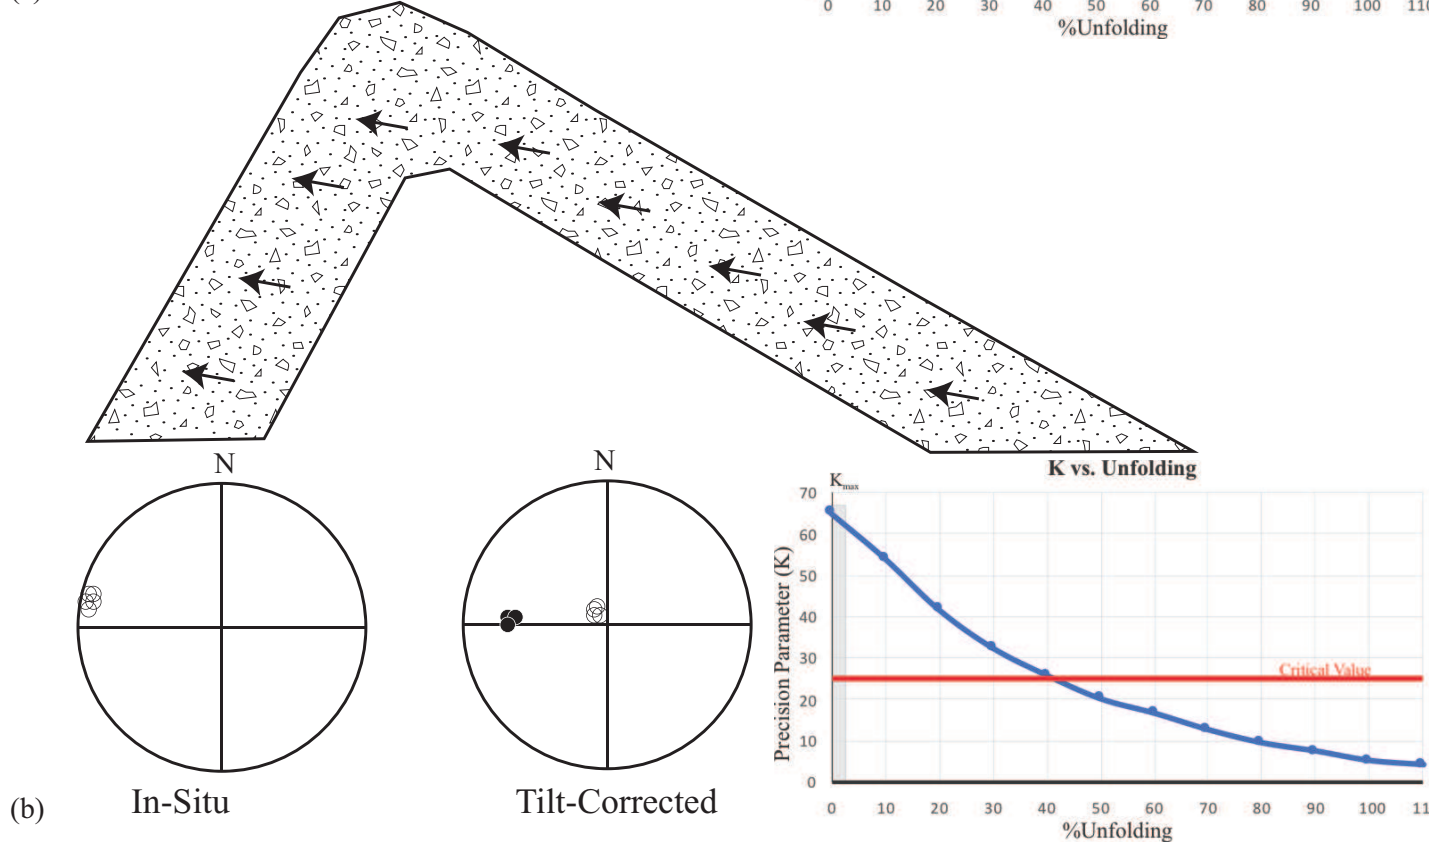 0 10 20 30 40 50 60 70 80 90 100 110
%Unfolding
N
N
K vs. Unfolding
Kmax
Precision Parameter (K)
70
60
50
40
30
20
10
0
Critical Value
0 10 20 30 40 50 60 70 80 90 100 11
%Unfolding
(b)
In-Situ
Tilt-Corrected